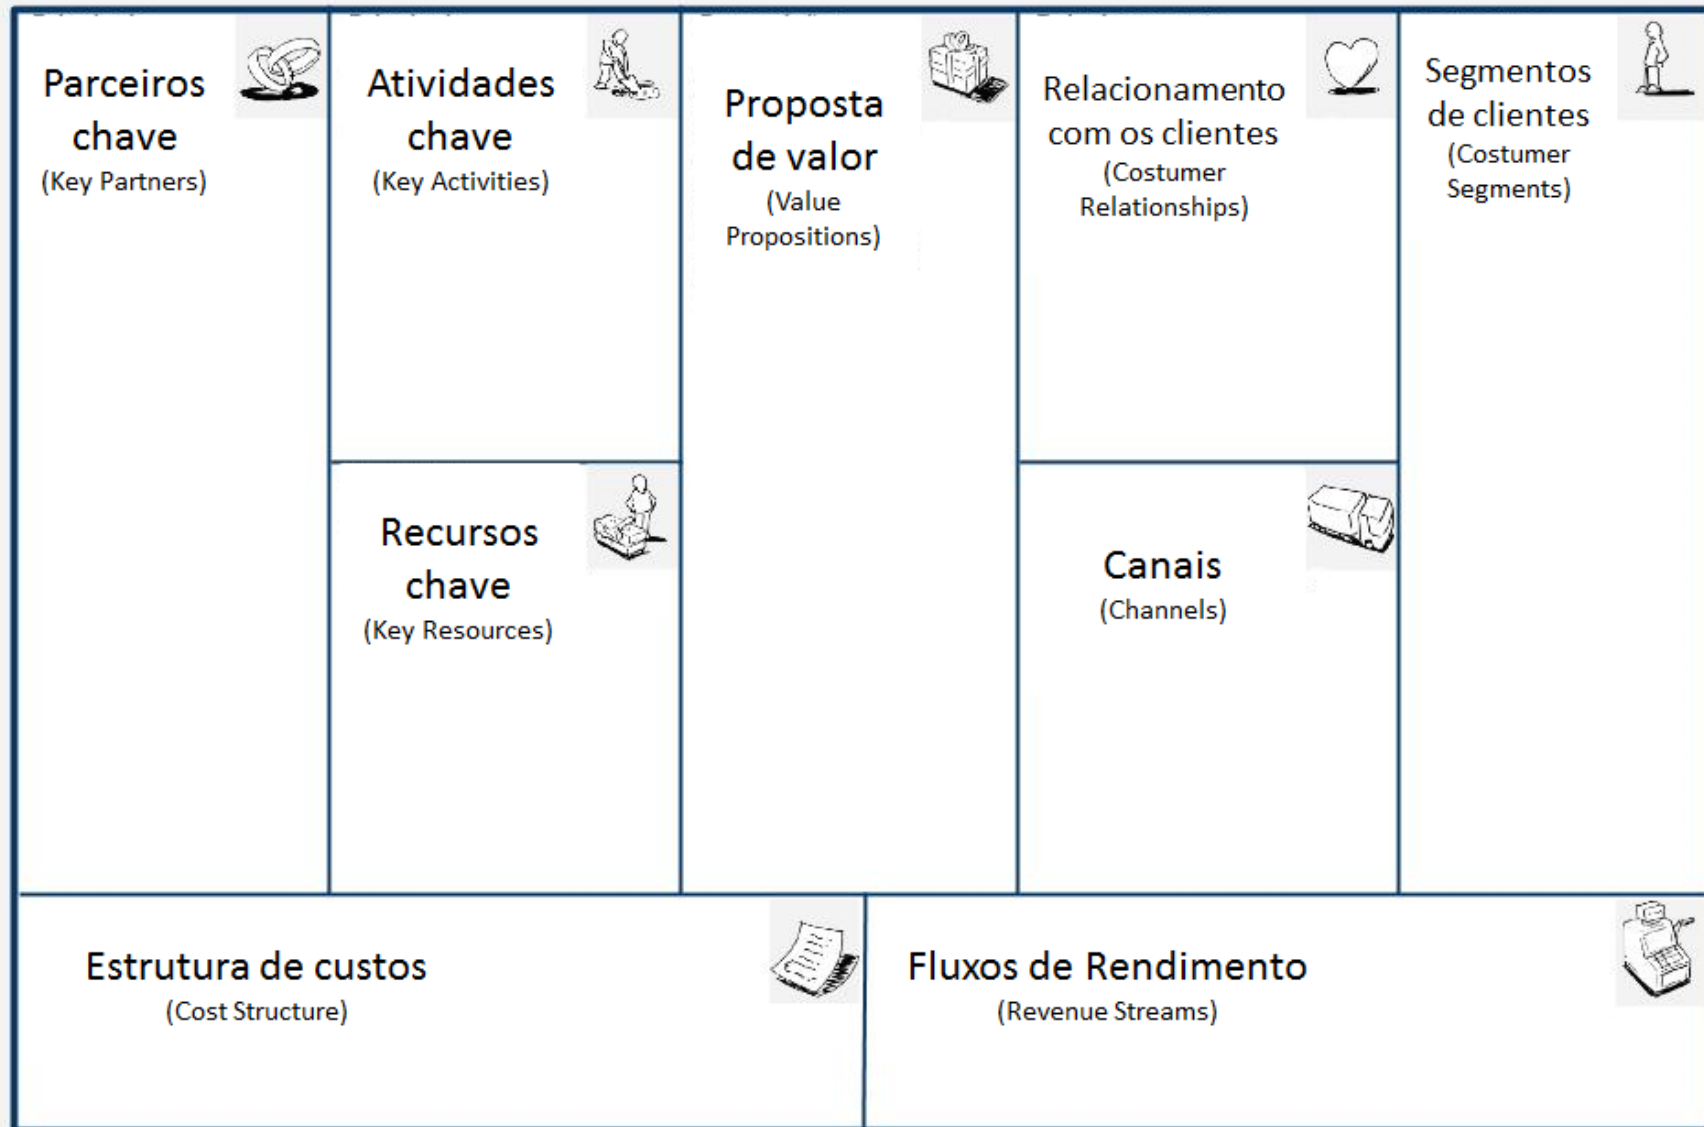 Parceiros
chave
(Key Partners)
Atividades
chave
(Key Activities)
Recursos
chave
(Key Resources)
Proposta
de valor
(Value
Propositions)
Relacionamento
com os clientes
(Costumer
Relationships)
Canais
(Channels)
Segmentos
de clientes
(Costumer
Segments)
Estrutura de custos
(Cost Structure)
Fluxos de Rendimento
(Revenue Streams)